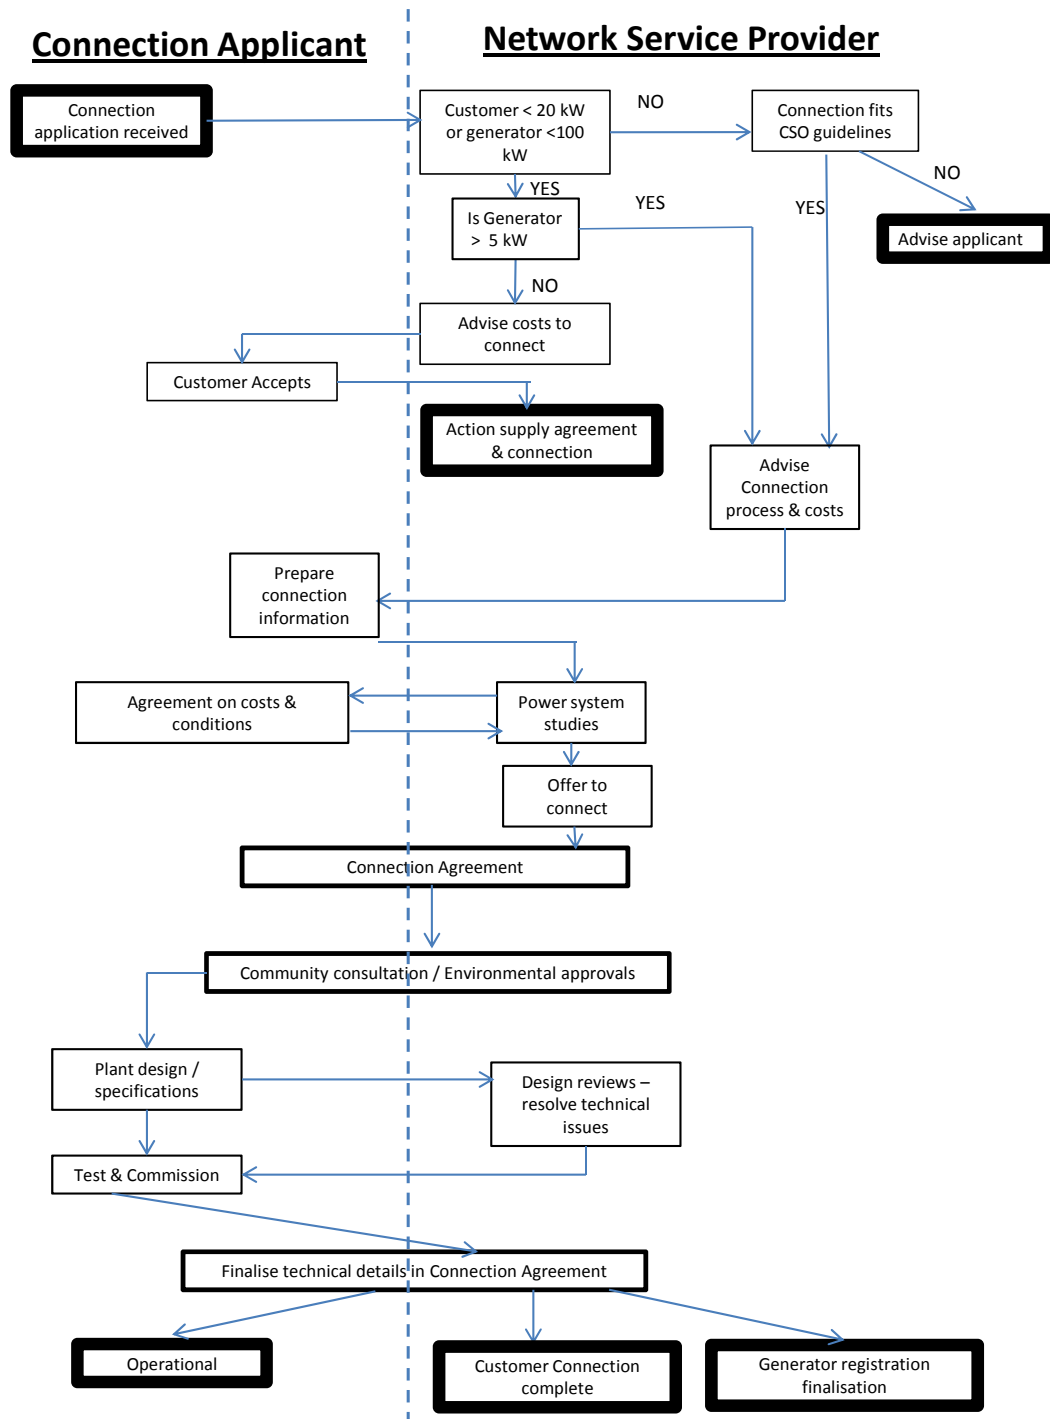 Connection Applicant
Network Service Provider
Connection
application received
Customer < 20 kW
or generator <100
kW
NO
Connection fits
CSO guidelines
YES
NO
Is Generator
> 5 kW
YES
YES
Advise applicant
NO
Advise costs to
connect
Customer Accepts
Action supply agreement
& connection
Advise
Connection
process & costs
Prepare
connection
information
Agreement on costs &
conditions
Power system
studies
Offer to
connect
Connection Agreement
Community consultation / Environmental approvals
Plant design /
specifications
Design reviews –
resolve technical
issues
Test & Commission
Finalise technical details in Connection Agreement
Operational
Customer Connection
complete
Generator registration
finalisation